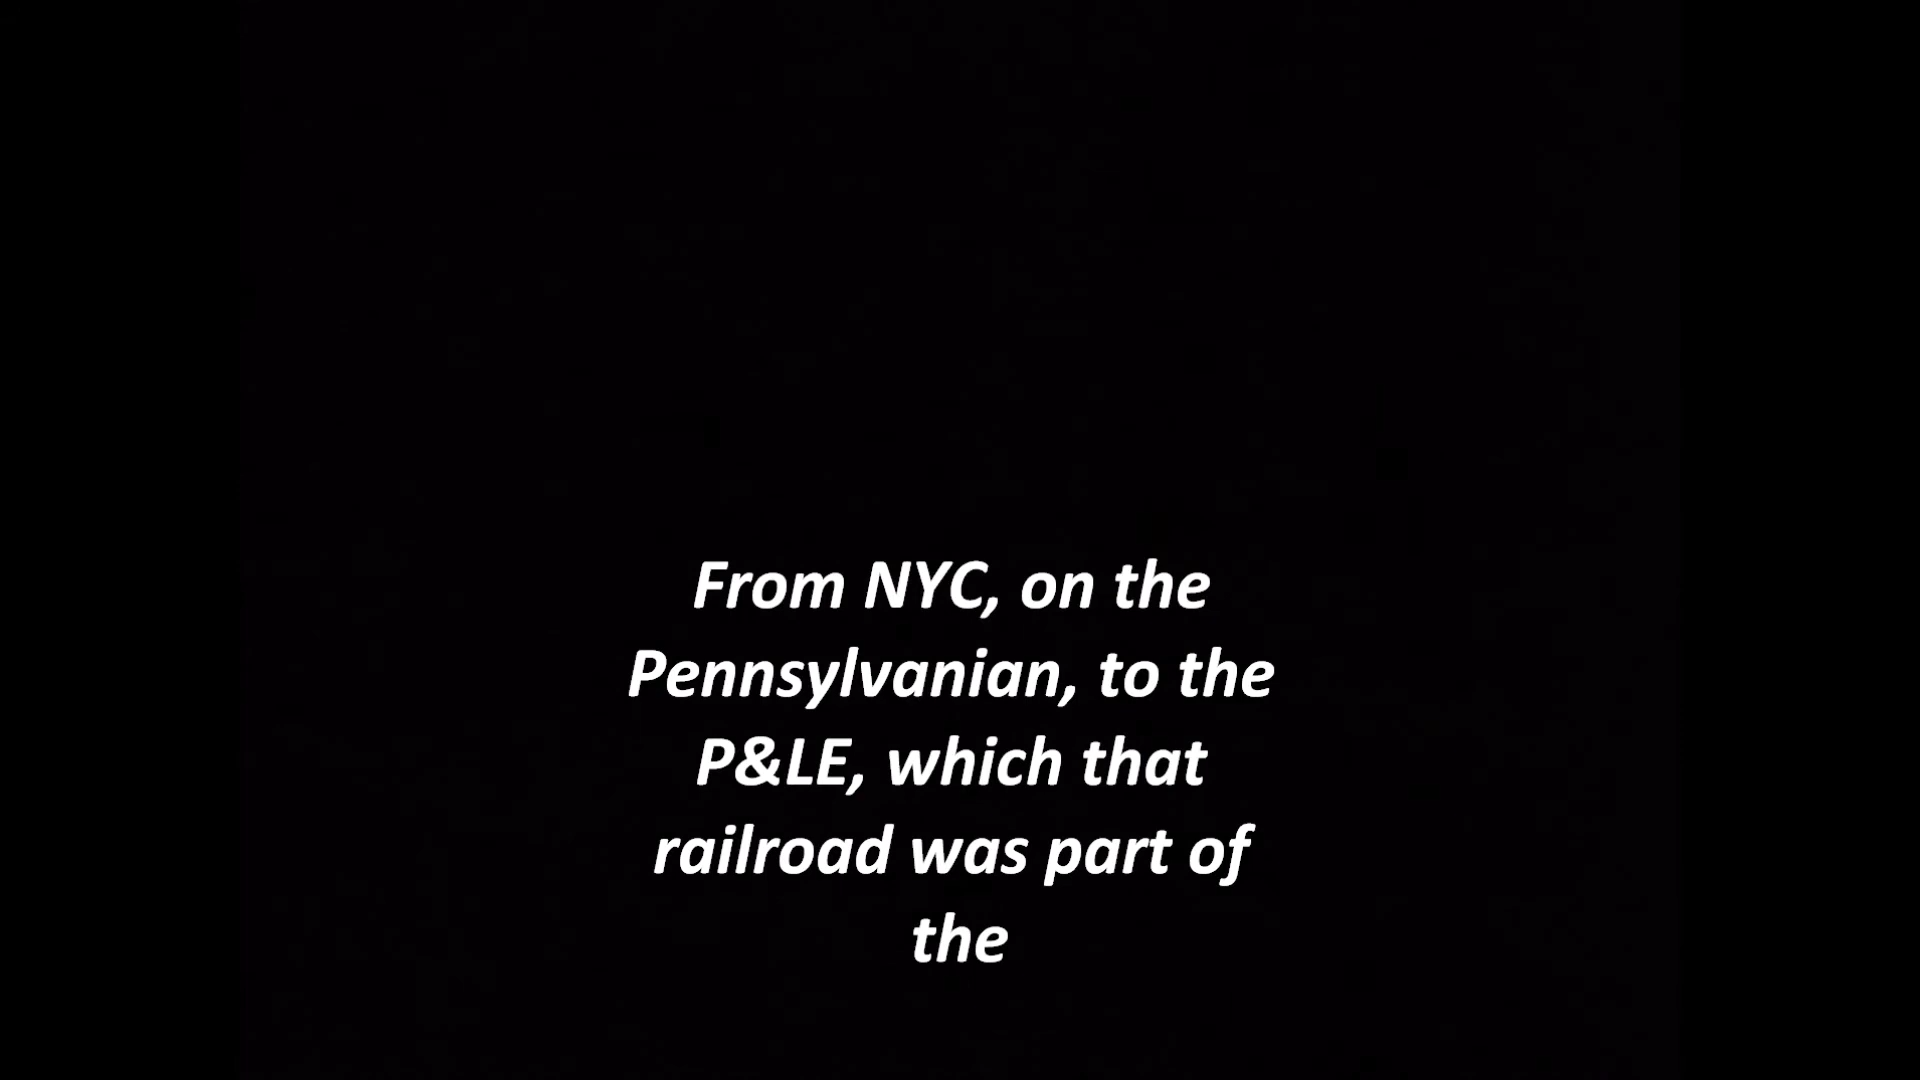 From NYC, on the
Pennsylvanian, to the
P&LE, which that
railroad was part of
the